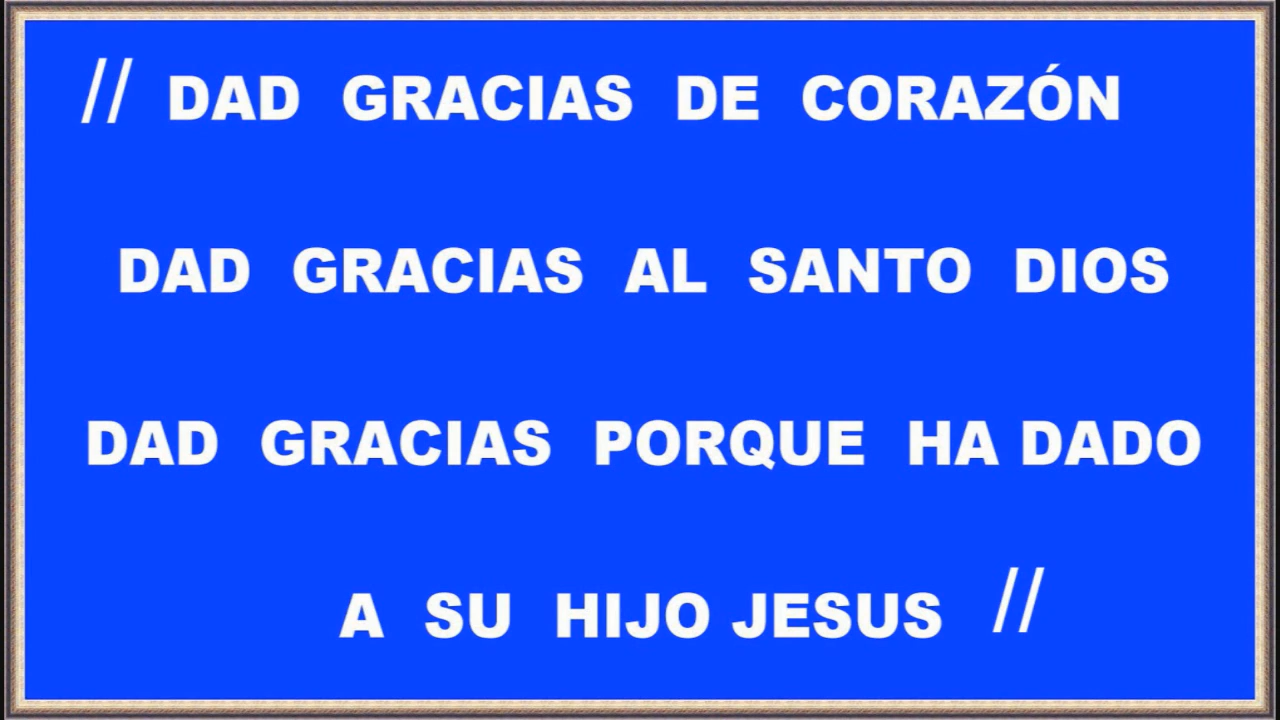 // DAD GRACIAS DE CORAZÓN
DAD GRACIAS AL SANTO DIOS
DAD GRACIAS PORQUE HA DADO
A SU HIJO JESUS //